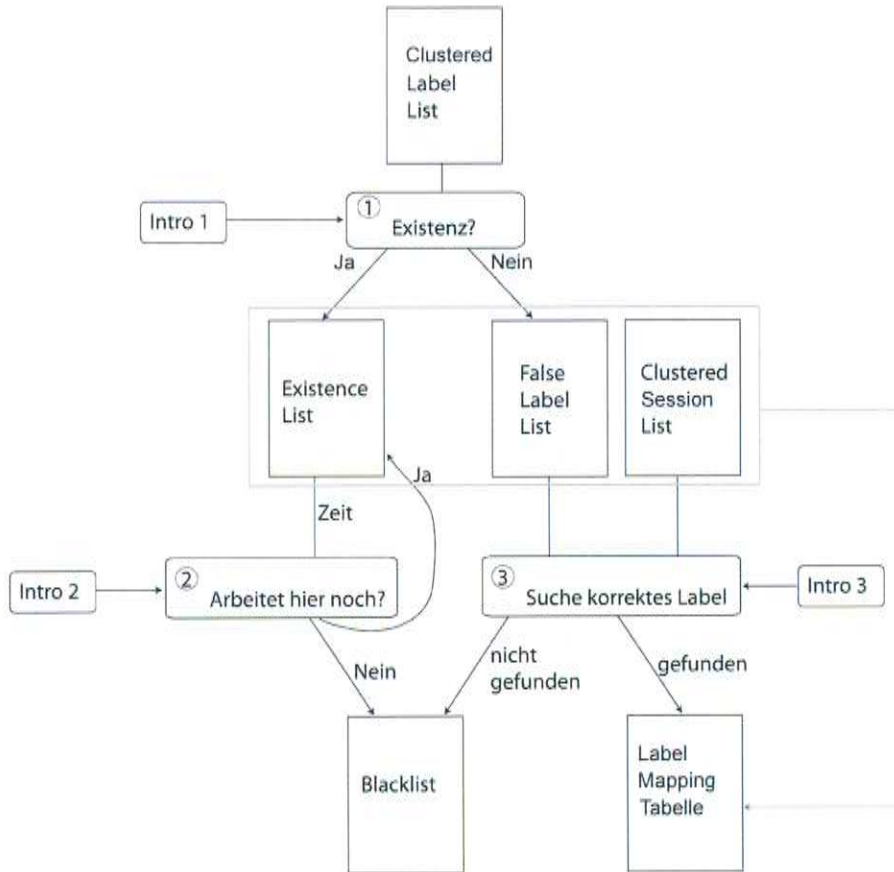 Clustered
Label
List
Intro 1
1
Existenz?
Ja
Nein
Existence
List
False
Label
List
Clustered
Session
List
Ja
Zeit
Intro 2
2
Arbeitet hier noch?
3
Suche korrektes Label
Intro 3
Nein
nicht
gefunden
gefunden
Blacklist
Label
Mapping
Tabelle